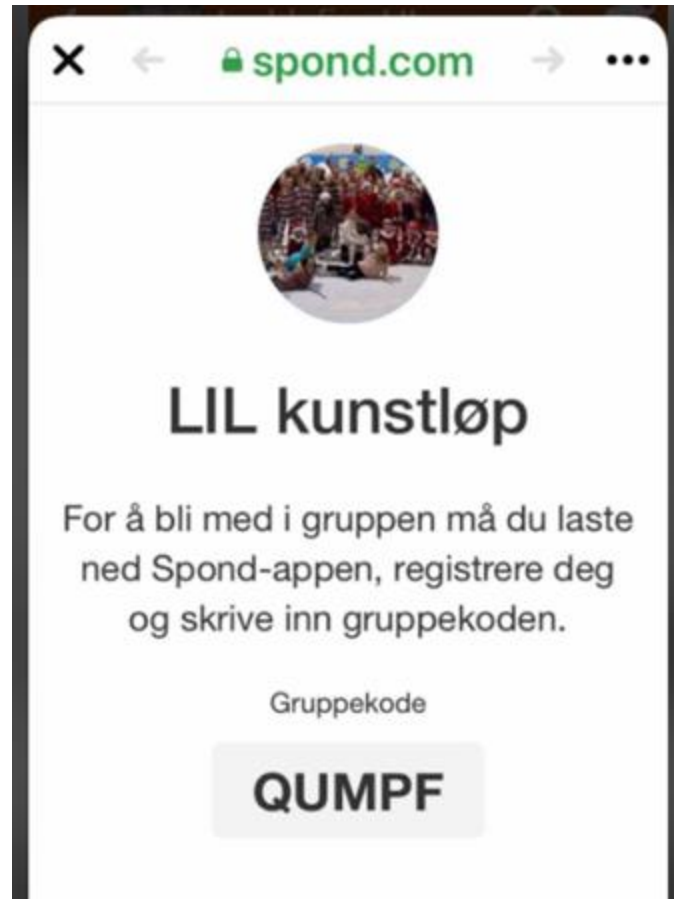 spond.com
LIL kunstløp
For å bli med i gruppen må du laste
ned Spond-appen, registrere deg
og skrive inn gruppekoden.
Gruppekode
QUMPF